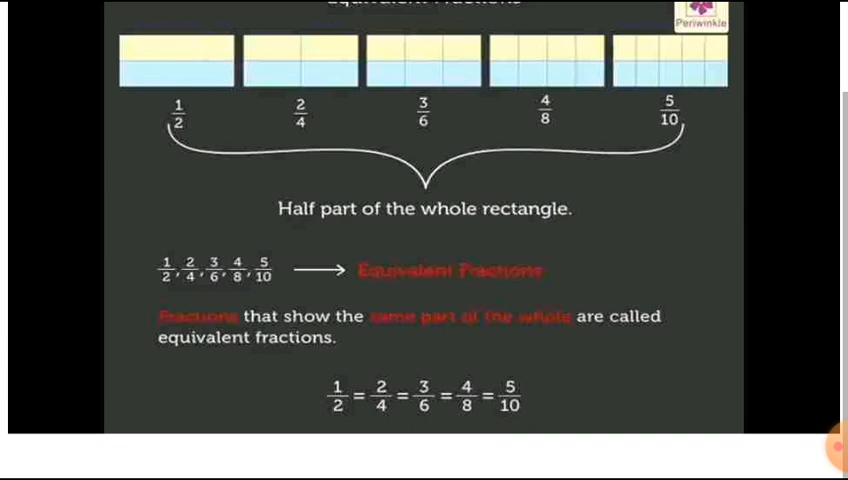 Equivalent Fractions
Periwinkle
1/2 2/4 3/6 4/8 5/10
Half part of the whole rectangle.
1/2, 2/4, 3/6, 4/8, 5/10 ⟶ Equivalent Fractions
Fractions that show the same part of the whole are called
equivalent fractions.
1/2 = 2/4 = 3/6 = 4/8 = 5/10